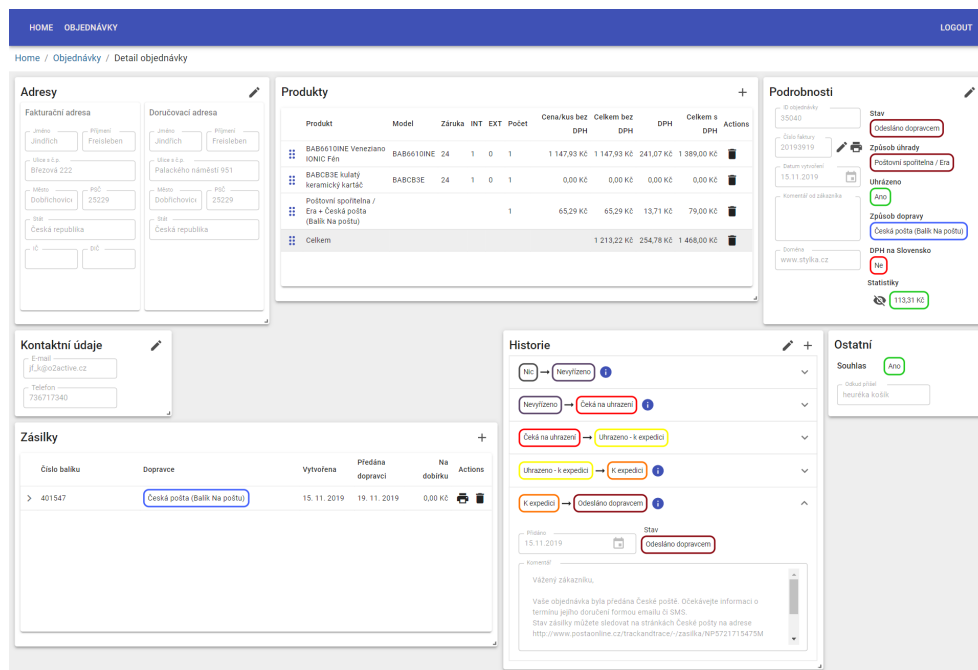 HOME OBJEDNÁVKY LOGOUT
Home / Objednávky / Detail objednávky
Adresy
Fakturační adresa
Jméno Příjmení
Jindřich Freisleben
Ulice s č.p.
Březová 222
Město PSČ
Dobřichovice 25229
Stát
Česká republika
IČ DIČ
Doručovací adresa
Jméno Příjmení
Jindřich Freisleben
Ulice s č.p.
Palackého náměstí 951
Město PSČ
Dobřichovic 25229
Stát
Česká republika
Produkty
Produkt Model Záruka INT EXT Počet Cena/kus bez DPH Celkem bez DPH DPH Celkem s DPH Actions
BAB6610INE Veneziano BAB6610INE 24 1 0 1 1 147,93 Kč 1 147,93 Kč 241,07 Kč 1 389,00 Kč
IONIC Fén
BABCB3E kulatý BABCB3E 24 1 0 1 0,00 Kč 0,00 Kč 0,00 Kč 0,00 Kč
keramický kartáč
Poštovní spořitelna /
Era + Česká pošta 1 65,29 Kč 65,29 Kč 13,71 Kč 79,00 Kč
(Balík Na poštu)
Celkem 1 213,22 Kč 254,78 Kč 1 468,00 Kč
Podrobnosti
ID objednávky
35040
Číslo faktury
20193919
Datum vytvoření
15.11.2019
Komentář od zákazníka
Doména
www.stylka.cz
Stav
Odesláno dopravcem
Způsob úhrady
Poštovní spořitelna / Era
Uhrázeno
Ano
Způsob dopravy
Česká pošta (Balík Na poštu)
DPH na Slovensko
Ne
Statistiky
113,31 Kč
Kontaktní údaje
E-mail
jf_k@o2active.cz
Telefon
736717340
Zásilky
Číslo balíku Dopravce Vytvořena Předána dopravci Na dobírku Actions
401547 Česká pošta (Balík Na poštu) 15. 11. 2019 19. 11. 2019 0,00 Kč
Historie
Nic → Nevyřízeno
Nevyřízeno → Čeká na uhrazení
Čeká na uhrazení → Uhrazeno - k expedici
Uhrazeno - k expedici → K expedici
K expedici → Odesláno dopravcem
Přidáno
15.11.2019
Stav
Odesláno dopravcem
Komentář
Vážený zákazníku,
Vaše objednávka byla předána České poště. Očekávejte informaci o
termínu jejího doručení formou emailu či SMS.
Stav zásilky můžete sledovat na stránkách České pošty na adrese
http://www.postaonline.cz/trackandtrace/-/zasilka/NP5721715475M
Ostatní
Souhlas Ano
Odkud přišel
heuréka košík